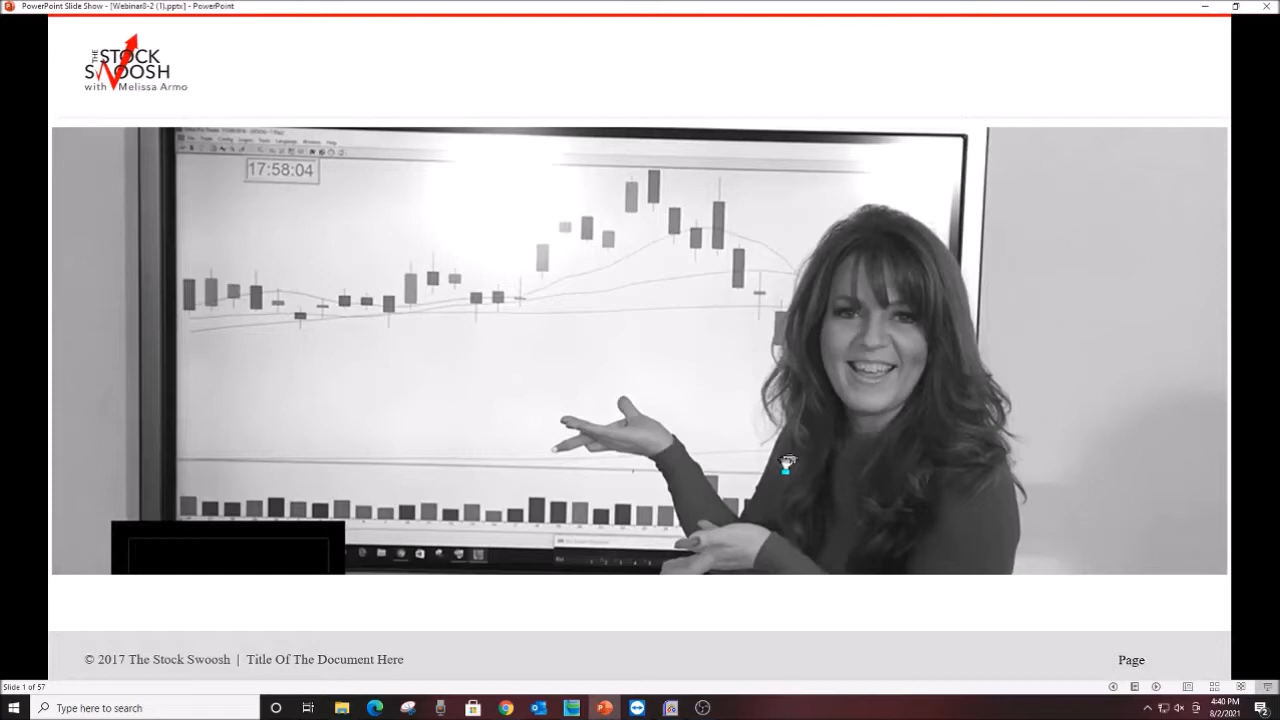 PowerPoint Slide Show - [Webinar8-2 (1).pptx] - PowerPoint
THE
STOCK
SWOOSH
with Melissa Armo
17:58:04
© 2017 The Stock Swoosh | Title Of The Document Here
Page
Slide 1 of 57
Type here to search
4:40 PM
8/2/2021
2